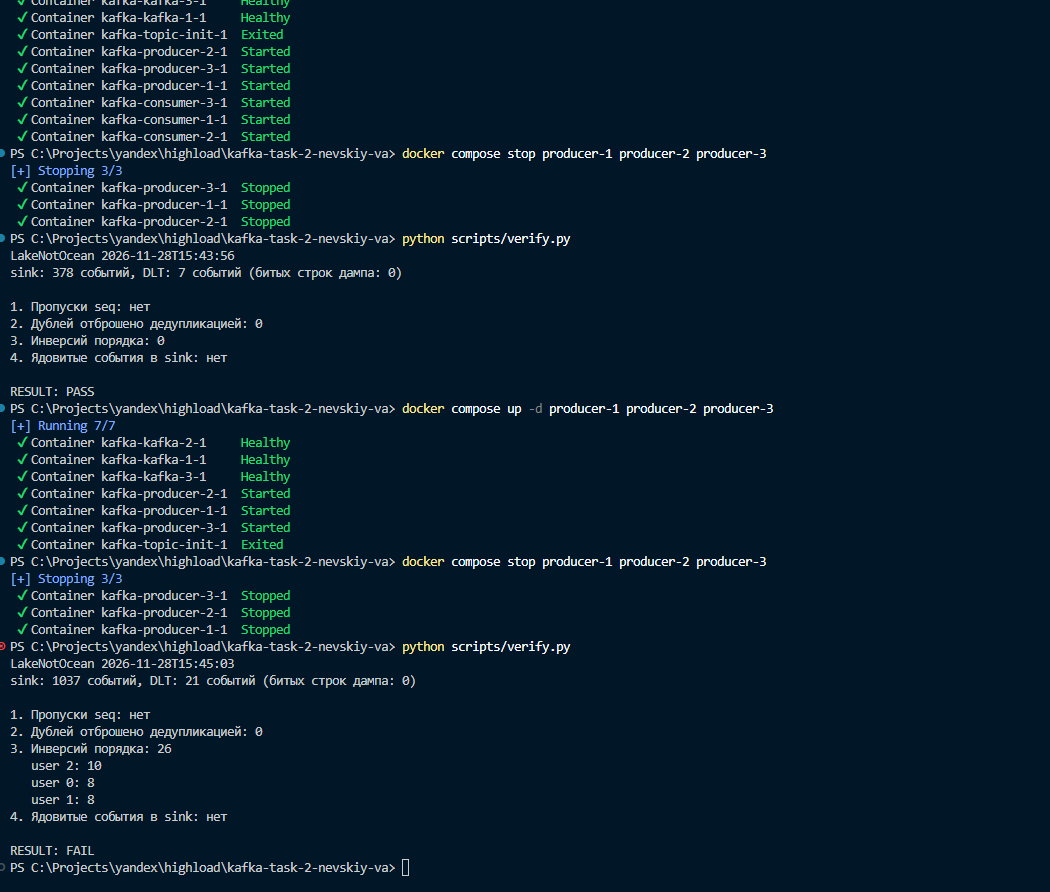 ✓ Container kafka-kafka-3-1 Healthy
✓ Container kafka-kafka-1-1 Healthy
✓ Container kafka-topic-init-1 Exited
✓ Container kafka-producer-2-1 Started
✓ Container kafka-producer-3-1 Started
✓ Container kafka-producer-1-1 Started
✓ Container kafka-consumer-3-1 Started
✓ Container kafka-consumer-1-1 Started
✓ Container kafka-consumer-2-1 Started
PS C:\Projects\yandex\highload\kafka-task-2-nevskiy-va> docker compose stop producer-1 producer-2 producer-3
[+] Stopping 3/3
✓ Container kafka-producer-3-1 Stopped
✓ Container kafka-producer-1-1 Stopped
✓ Container kafka-producer-2-1 Stopped
PS C:\Projects\yandex\highload\kafka-task-2-nevskiy-va> python scripts/verify.py
LakeNotOcean 2026-11-28T15:43:56
sink: 378 событий, DLT: 7 событий (битых строк дампа: 0)
1. Пропуски seq: нет
2. Дублей отброшено дедупликацией: 0
3. Инверсий порядка: 0
4. Ядовитые события в sink: нет
RESULT: PASS
PS C:\Projects\yandex\highload\kafka-task-2-nevskiy-va> docker compose up -d producer-1 producer-2 producer-3
[+] Running 7/7
✓ Container kafka-kafka-2-1 Healthy
✓ Container kafka-kafka-1-1 Healthy
✓ Container kafka-kafka-3-1 Healthy
✓ Container kafka-producer-2-1 Started
✓ Container kafka-producer-1-1 Started
✓ Container kafka-producer-3-1 Started
✓ Container kafka-topic-init-1 Exited
PS C:\Projects\yandex\highload\kafka-task-2-nevskiy-va> docker compose stop producer-1 producer-2 producer-3
[+] Stopping 3/3
✓ Container kafka-producer-3-1 Stopped
✓ Container kafka-producer-2-1 Stopped
✓ Container kafka-producer-1-1 Stopped
PS C:\Projects\yandex\highload\kafka-task-2-nevskiy-va> python scripts/verify.py
LakeNotOcean 2026-11-28T15:45:03
sink: 1037 событий, DLT: 21 событий (битых строк дампа: 0)
1. Пропуски seq: нет
2. Дублей отброшено дедупликацией: 0
3. Инверсий порядка: 26
user 2: 10
user 0: 8
user 1: 8
4. Ядовитые события в sink: нет
RESULT: FAIL
PS C:\Projects\yandex\highload\kafka-task-2-nevskiy-va>